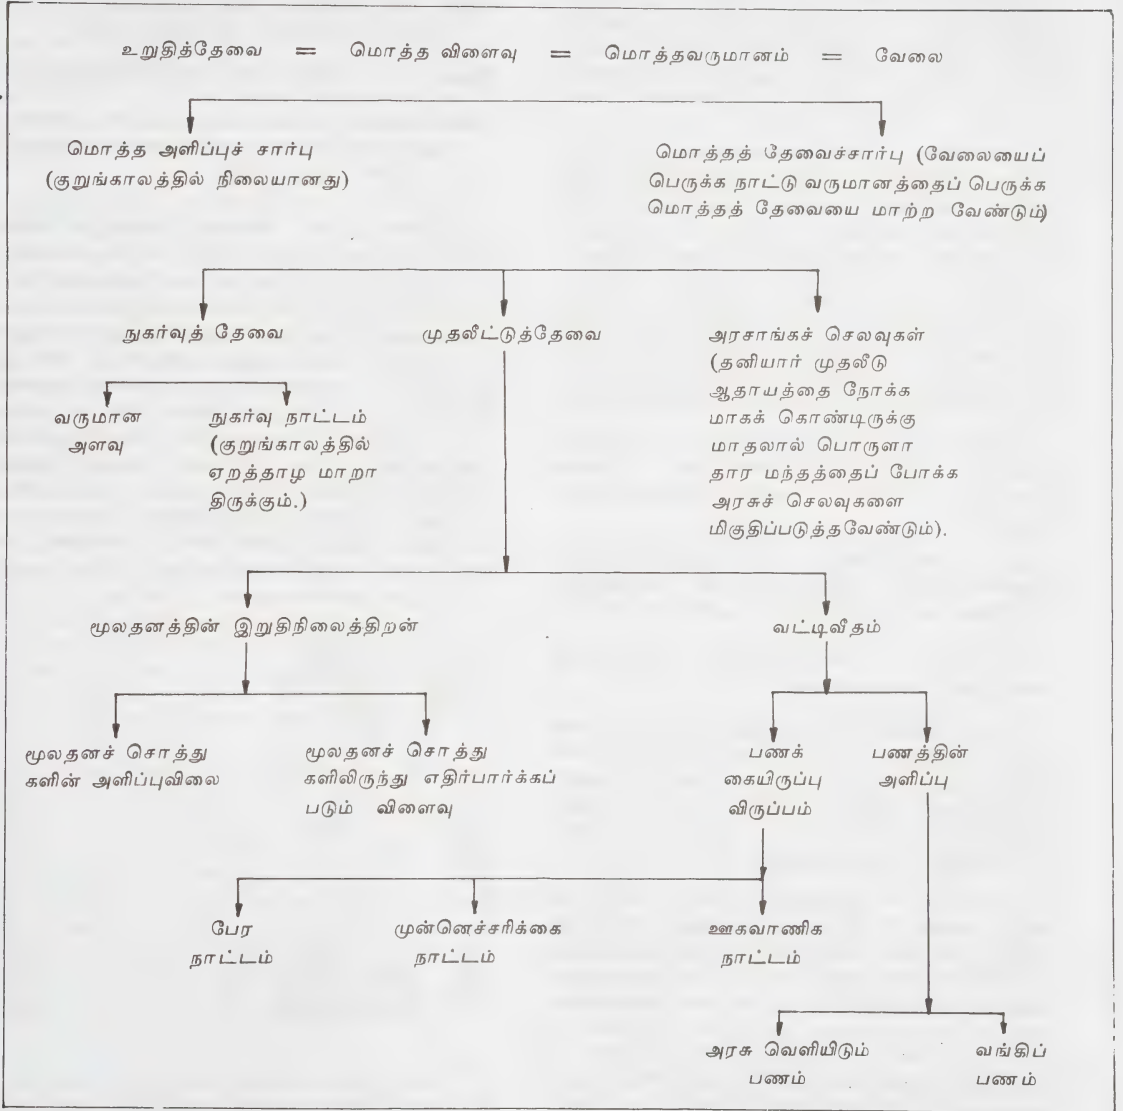 உறுதித்தேவை = மொத்த விளைவு = மொத்தவருமானம் = வேலை
மொத்த அளிப்புச் சார்பு
(குறுங்காலத்தில் நிலையானது)
மொத்தத் தேவைச்சார்பு (வேலையைப்
பெருக்க நாட்டு வருமானத்தைப் பெருக்க
மொத்தத் தேவையை மாற்ற வேண்டும்)
நுகர்வுத் தேவை
முதலீட்டுத்தேவை
அரசாங்கச் செலவுகள்
(தனியார் முதலீடு
ஆதாயத்தை நோக்க
மாகக் கொண்டிருக்கு
மாதலால் பொருளா
தார மந்தத்தைப் போக்க
அரசுச் செலவுகளை
மிகுதிப்படுத்தவேண்டும்).
வருமான
அளவு
நுகர்வு நாட்டம்
(குறுங்காலத்தில்
ஏறத்தாழ மாறா
திருக்கும்.)
மூலதனத்தின் இறுதிநிலைத்திறன்
வட்டிவீதம்
மூலதனச் சொத்து
களின் அளிப்புவிலை
மூலதனச் சொத்து
களிலிருந்து எதிர்பார்க்கப்
படும் விளைவு
பணக்
கையிருப்பு
விருப்பம்
பணத்தின்
அளிப்பு
பேர
நாட்டம்
முன்னெச்சரிக்கை
நாட்டம்
ஊகவாணிக
நாட்டம்
அரசு வெளியிடும்
பணம்
வங்கிப்
பணம்